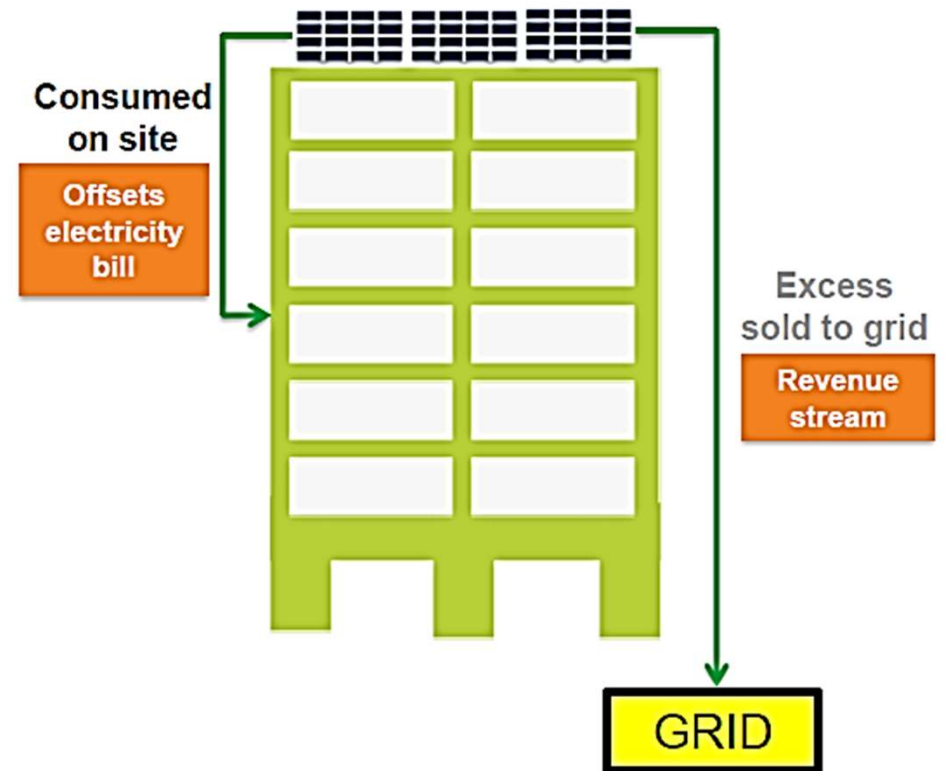 Consumed
on site
Offsets
electricity
bill
Excess
sold to grid
Revenue
stream
GRID